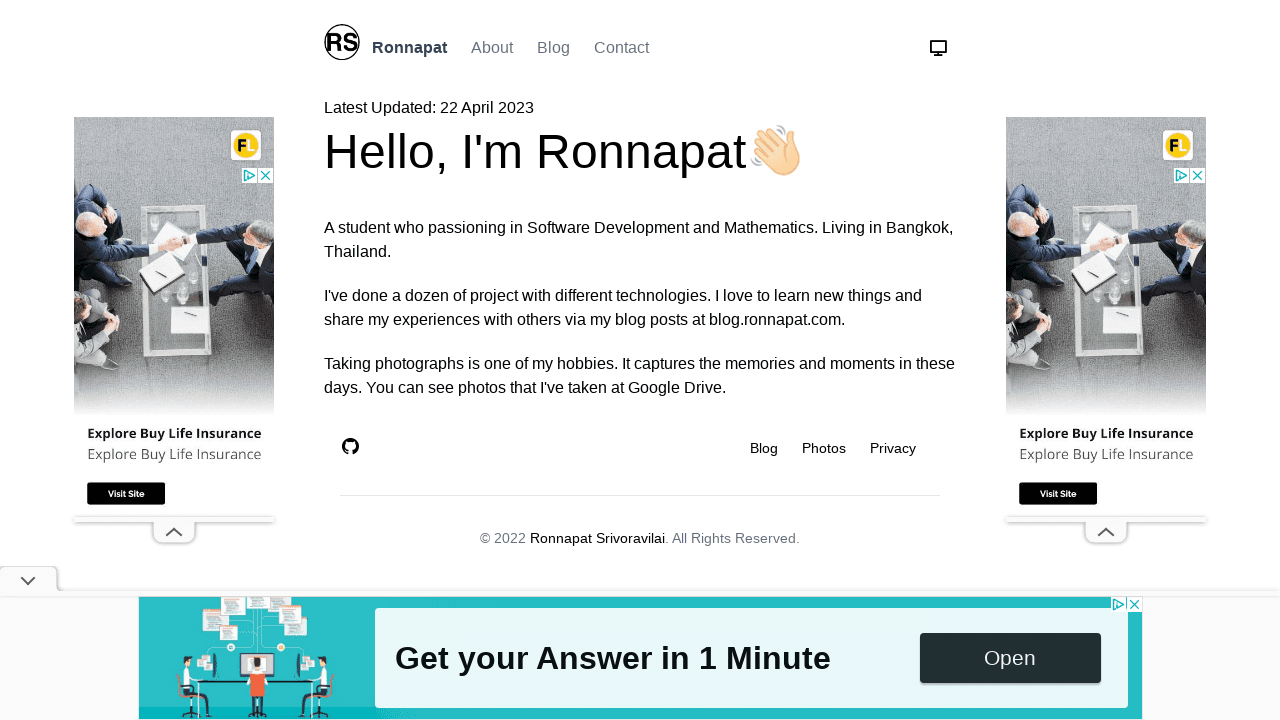 RS
Ronnapat About Blog Contact
Latest Updated: 22 April 2023
Hello, I'm Ronnapat👋🏻
A student who passioning in Software Development and Mathematics. Living in Bangkok,
Thailand.
I've done a dozen of project with different technologies. I love to learn new things and
share my experiences with others via my blog posts at blog.ronnapat.com.
Taking photographs is one of my hobbies. It captures the memories and moments in these
days. You can see photos that I've taken at Google Drive.
Blog Photos Privacy
© 2022 Ronnapat Srivoravilai. All Rights Reserved.
FL
Explore Buy Life Insurance
Explore Buy Life Insurance
Visit Site
FL
Explore Buy Life Insurance
Explore Buy Life Insurance
Visit Site
Get your Answer in 1 Minute
Open